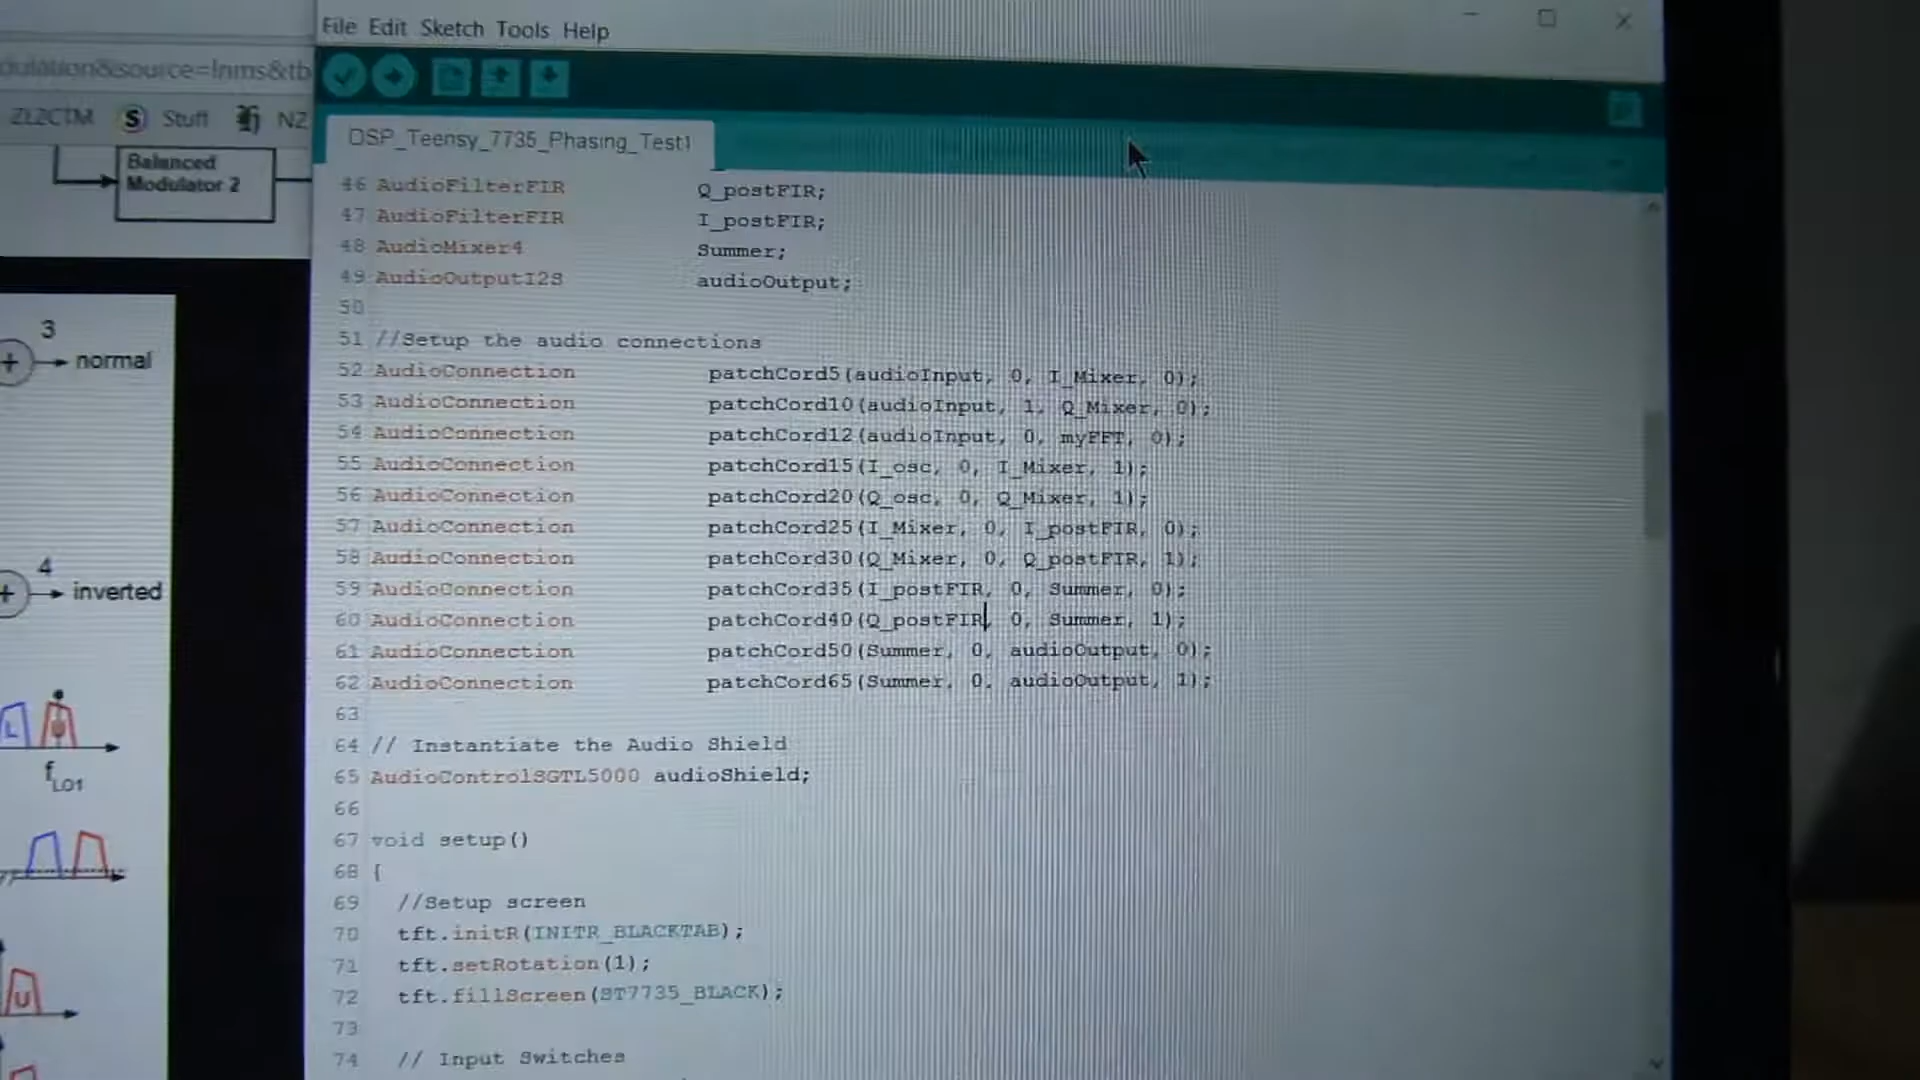 File Edit Sketch Tools Help
dulation&source=lnms&tb
ZL2CTM Stuff NZ
Balanced
Modulator 2
3
normal
4
inverted
L
fLO1
U
DSP_Teensy_7735_Phasing_Test1
46 AudioFilterFIR Q_postFIR;
47 AudioFilterFIR I_postFIR;
48 AudioMixer4 Summer;
49 AudioOutputI2S audioOutput;
50
51 //Setup the audio connections
52 AudioConnection patchCord5(audioInput, 0, I_Mixer, 0);
53 AudioConnection patchCord10(audioInput, 1, Q_Mixer, 0);
54 AudioConnection patchCord12(audioInput, 0, myFFT, 0);
55 AudioConnection patchCord15(I_osc, 0, I_Mixer, 1);
56 AudioConnection patchCord20(Q_osc, 0, Q_Mixer, 1);
57 AudioConnection patchCord25(I_Mixer, 0, I_postFIR, 0);
58 AudioConnection patchCord30(Q_Mixer, 0, Q_postFIR, 1);
59 AudioConnection patchCord35(I_postFIR, 0, Summer, 0);
60 AudioConnection patchCord40(Q_postFIR, 0, Summer, 1);
61 AudioConnection patchCord50(Summer, 0, audioOutput, 0);
62 AudioConnection patchCord65(Summer, 0, audioOutput, 1);
63
64 // Instantiate the Audio Shield
65 AudioControlSGTL5000 audioShield;
66
67 void setup()
68 {
69 //Setup screen
70 tft.initR(INITR_BLACKTAB);
71 tft.setRotation(1);
72 tft.fillScreen(ST7735_BLACK);
73
74 // Input Switches